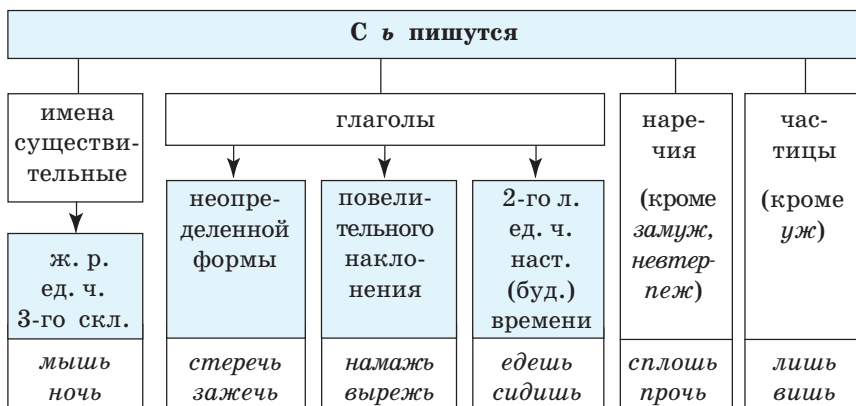 С ь пишутся
имена
существи-
тельные
ж. р.
ед. ч.
3-го скл.
мышь
ночь
глаголы
неопре-
деленной
формы
стеречь
зажечь
повели-
тельного
накло-
нения
намажь
вырежь
2-го л.
ед. ч.
наст.
(буд.)
времени
едешь
сидишь
наре-
чия
(кроме
замуж,
невтер-
пеж)
сплошь
прочь
час-
тицы
(кроме
уж)
лишь
вишь